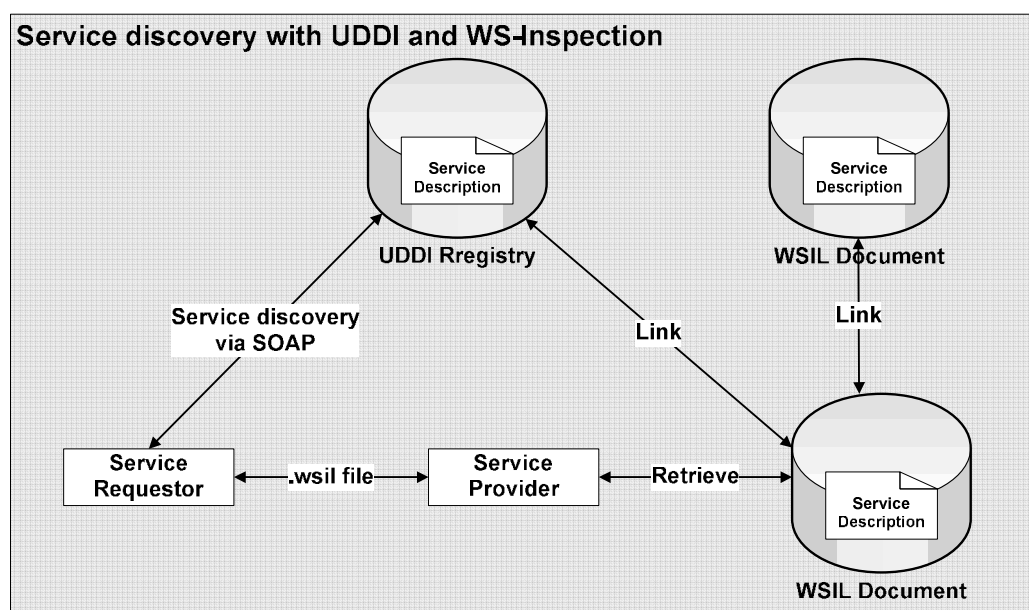 Service discovery with UDDI and WS-Inspection
Service
Description
UDDI Rregistry
Service
Description
WSIL Document
Service discovery
via SOAP
Link
Link
Service
Requestor
.wsil file
Service
Provider
Retrieve
Service
Description
WSIL Document